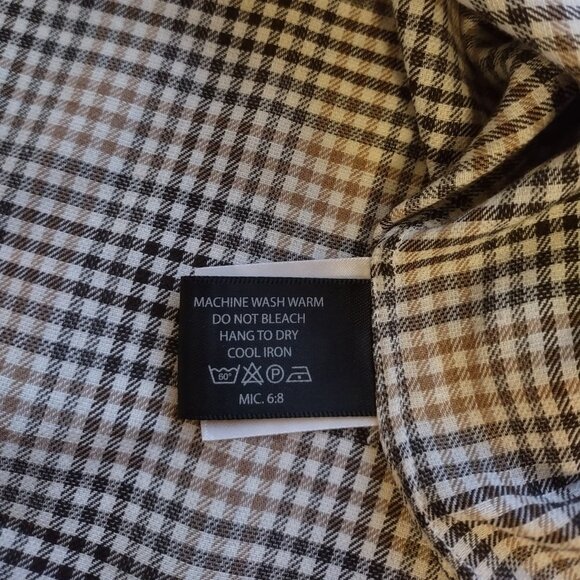 MACHINE WASH WARM
DO NOT BLEACH
HANG TO DRY
COOL IRON
60° P
MIC. 6:8